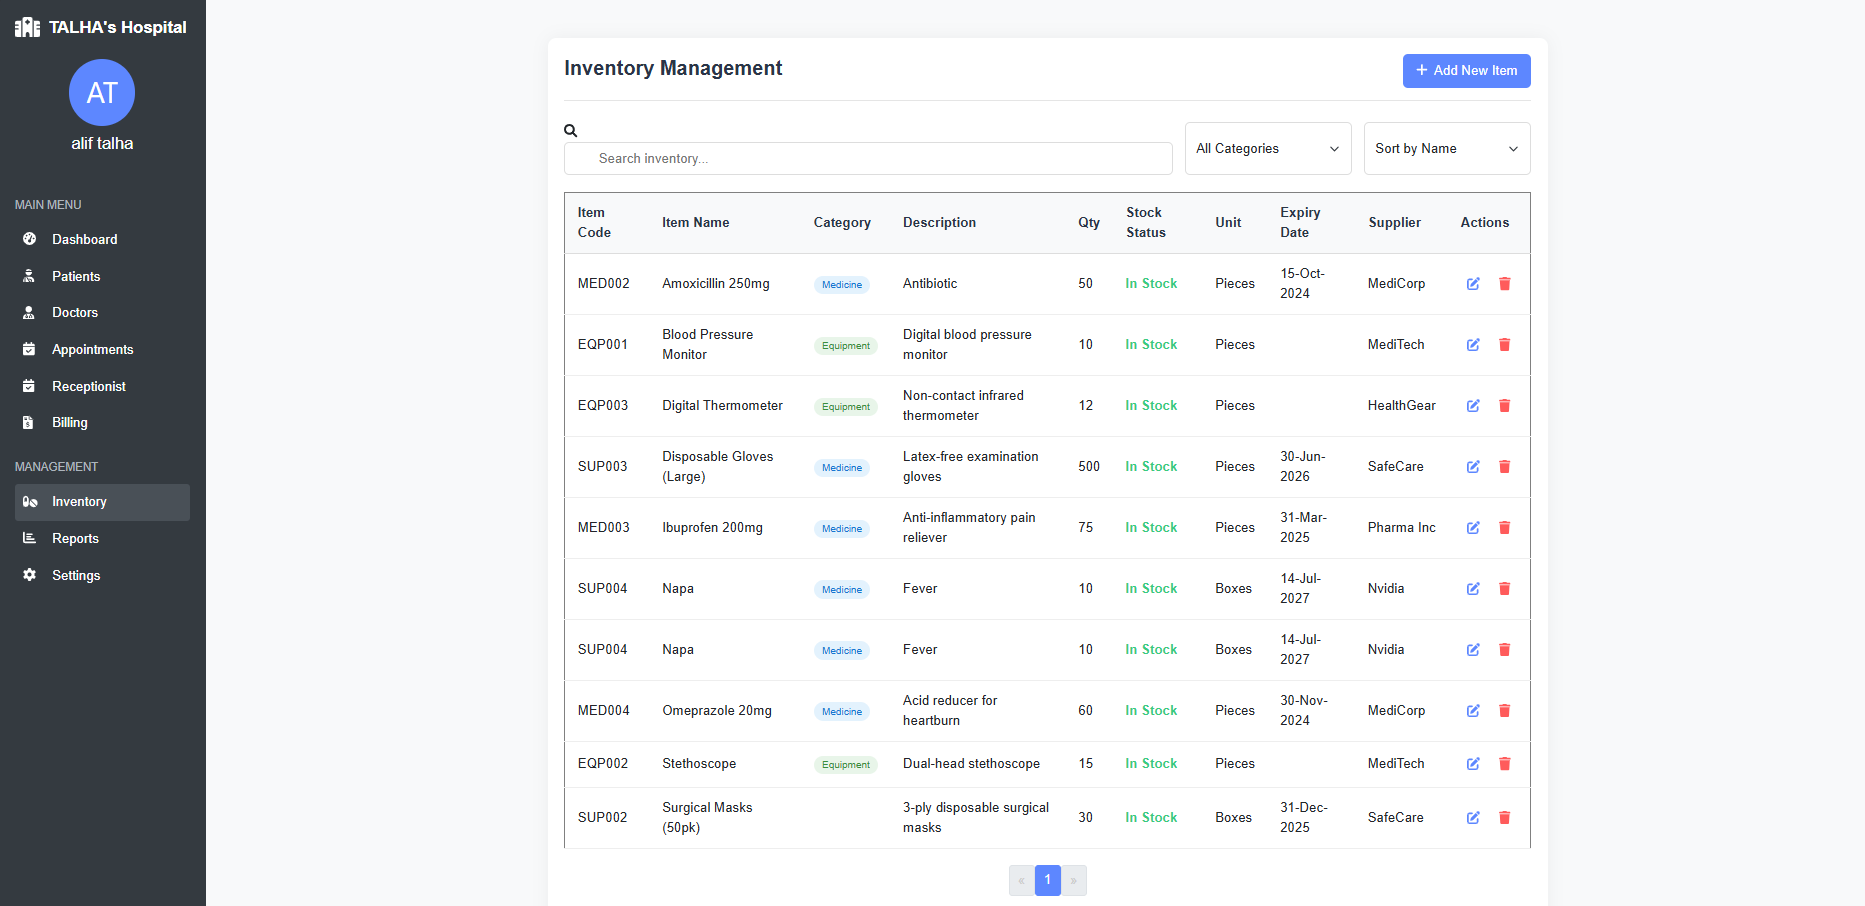 TALHA's Hospital
AT
alif talha
MAIN MENU
Dashboard
Patients
Doctors
Appointments
Receptionist
Billing
MANAGEMENT
Inventory
Reports
Settings
Inventory Management
+ Add New Item
Search inventory...
All Categories
Sort by Name
Item Code Item Name Category Description Qty Stock Status Unit Expiry Date Supplier Actions
MED002 Amoxicillin 250mg Medicine Antibiotic 50 In Stock Pieces 15-Oct-2024 MediCorp
EQP001 Blood Pressure Monitor Equipment Digital blood pressure monitor 10 In Stock Pieces MediTech
EQP003 Digital Thermometer Equipment Non-contact infrared thermometer 12 In Stock Pieces HealthGear
SUP003 Disposable Gloves (Large) Medicine Latex-free examination gloves 500 In Stock Pieces 30-Jun-2026 SafeCare
MED003 Ibuprofen 200mg Medicine Anti-inflammatory pain reliever 75 In Stock Pieces 31-Mar-2025 Pharma Inc
SUP004 Napa Medicine Fever 10 In Stock Boxes 14-Jul-2027 Nvidia
SUP004 Napa Medicine Fever 10 In Stock Boxes 14-Jul-2027 Nvidia
MED004 Omeprazole 20mg Medicine Acid reducer for heartburn 60 In Stock Pieces 30-Nov-2024 MediCorp
EQP002 Stethoscope Equipment Dual-head stethoscope 15 In Stock Pieces MediTech
SUP002 Surgical Masks (50pk) 3-ply disposable surgical masks 30 In Stock Boxes 31-Dec-2025 SafeCare
« 1 »